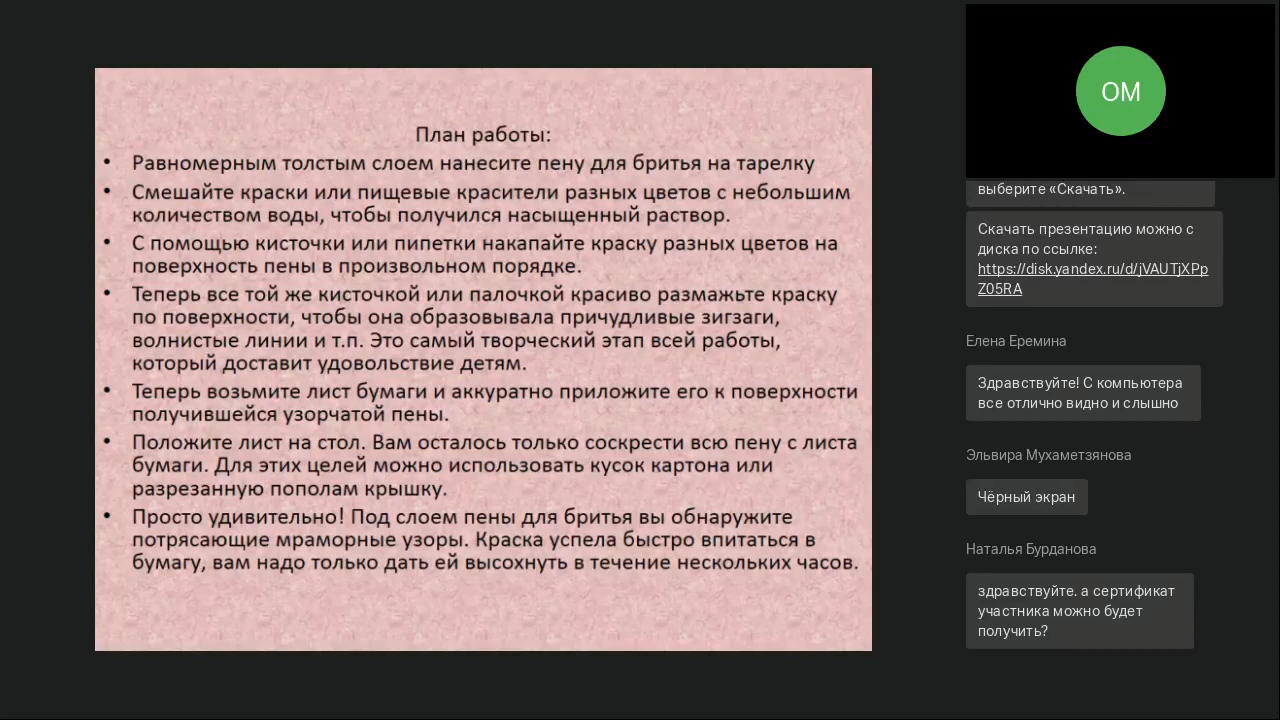 План работы:
• Равномерным толстым слоем нанесите пену для бритья на тарелку
• Смешайте краски или пищевые красители разных цветов с небольшим
количеством воды, чтобы получился насыщенный раствор.
• С помощью кисточки или пипетки накапайте краску разных цветов на
поверхность пены в произвольном порядке.
• Теперь все той же кисточкой или палочкой красиво размажьте краску
по поверхности, чтобы она образовывала причудливые зигзаги,
волнистые линии и т.п. Это самый творческий этап всей работы,
который доставит удовольствие детям.
• Теперь возьмите лист бумаги и аккуратно приложите его к поверхности
получившейся узорчатой пены.
• Положите лист на стол. Вам осталось только соскрести всю пену с листа
бумаги. Для этих целей можно использовать кусок картона или
разрезанную пополам крышку.
• Просто удивительно! Под слоем пены для бритья вы обнаружите
потрясающие мраморные узоры. Краска успела быстро впитаться в
бумагу, вам надо только дать ей высохнуть в течение нескольких часов.
ОМ
выберите «Скачать».
Скачать презентацию можно с
диска по ссылке:
https://disk.yandex.ru/d/jVAUTjXPp
Z05RA
Елена Еремина
Здравствуйте! С компьютера
все отлично видно и слышно
Эльвира Мухаметзянова
Чёрный экран
Наталья Бурданова
здравствуйте. а сертификат
участника можно будет
получить?